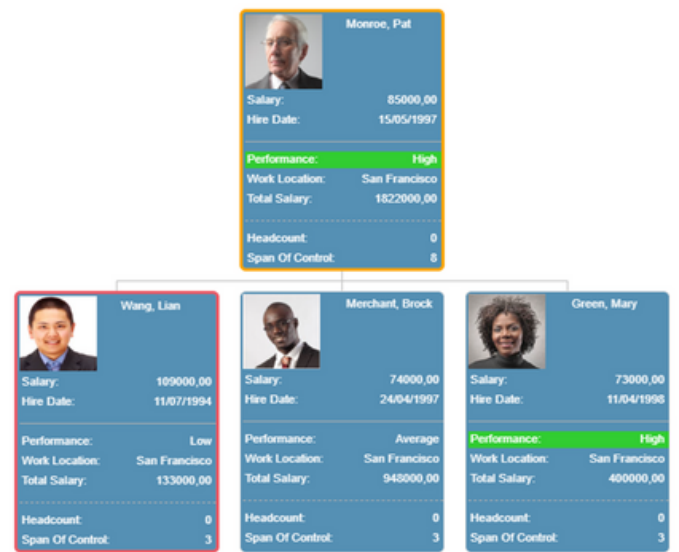 Monroe, Pat
Salary: 85000,00
Hire Date: 15/05/1997
Performance: High
Work Location: San Francisco
Total Salary: 1822000,00
Headcount: 0
Span Of Control: 8
Wang, Lian
Salary: 109000,00
Hire Date: 11/07/1994
Performance: Low
Work Location: San Francisco
Total Salary: 133000,00
Headcount: 0
Span Of Control: 3
Merchant, Brock
Salary: 74000,00
Hire Date: 24/04/1997
Performance: Average
Work Location: San Francisco
Total Salary: 948000,00
Headcount: 0
Span Of Control: 3
Green, Mary
Salary: 73000,00
Hire Date: 11/04/1998
Performance: High
Work Location: San Francisco
Total Salary: 400000,00
Headcount: 0
Span Of Control: 3